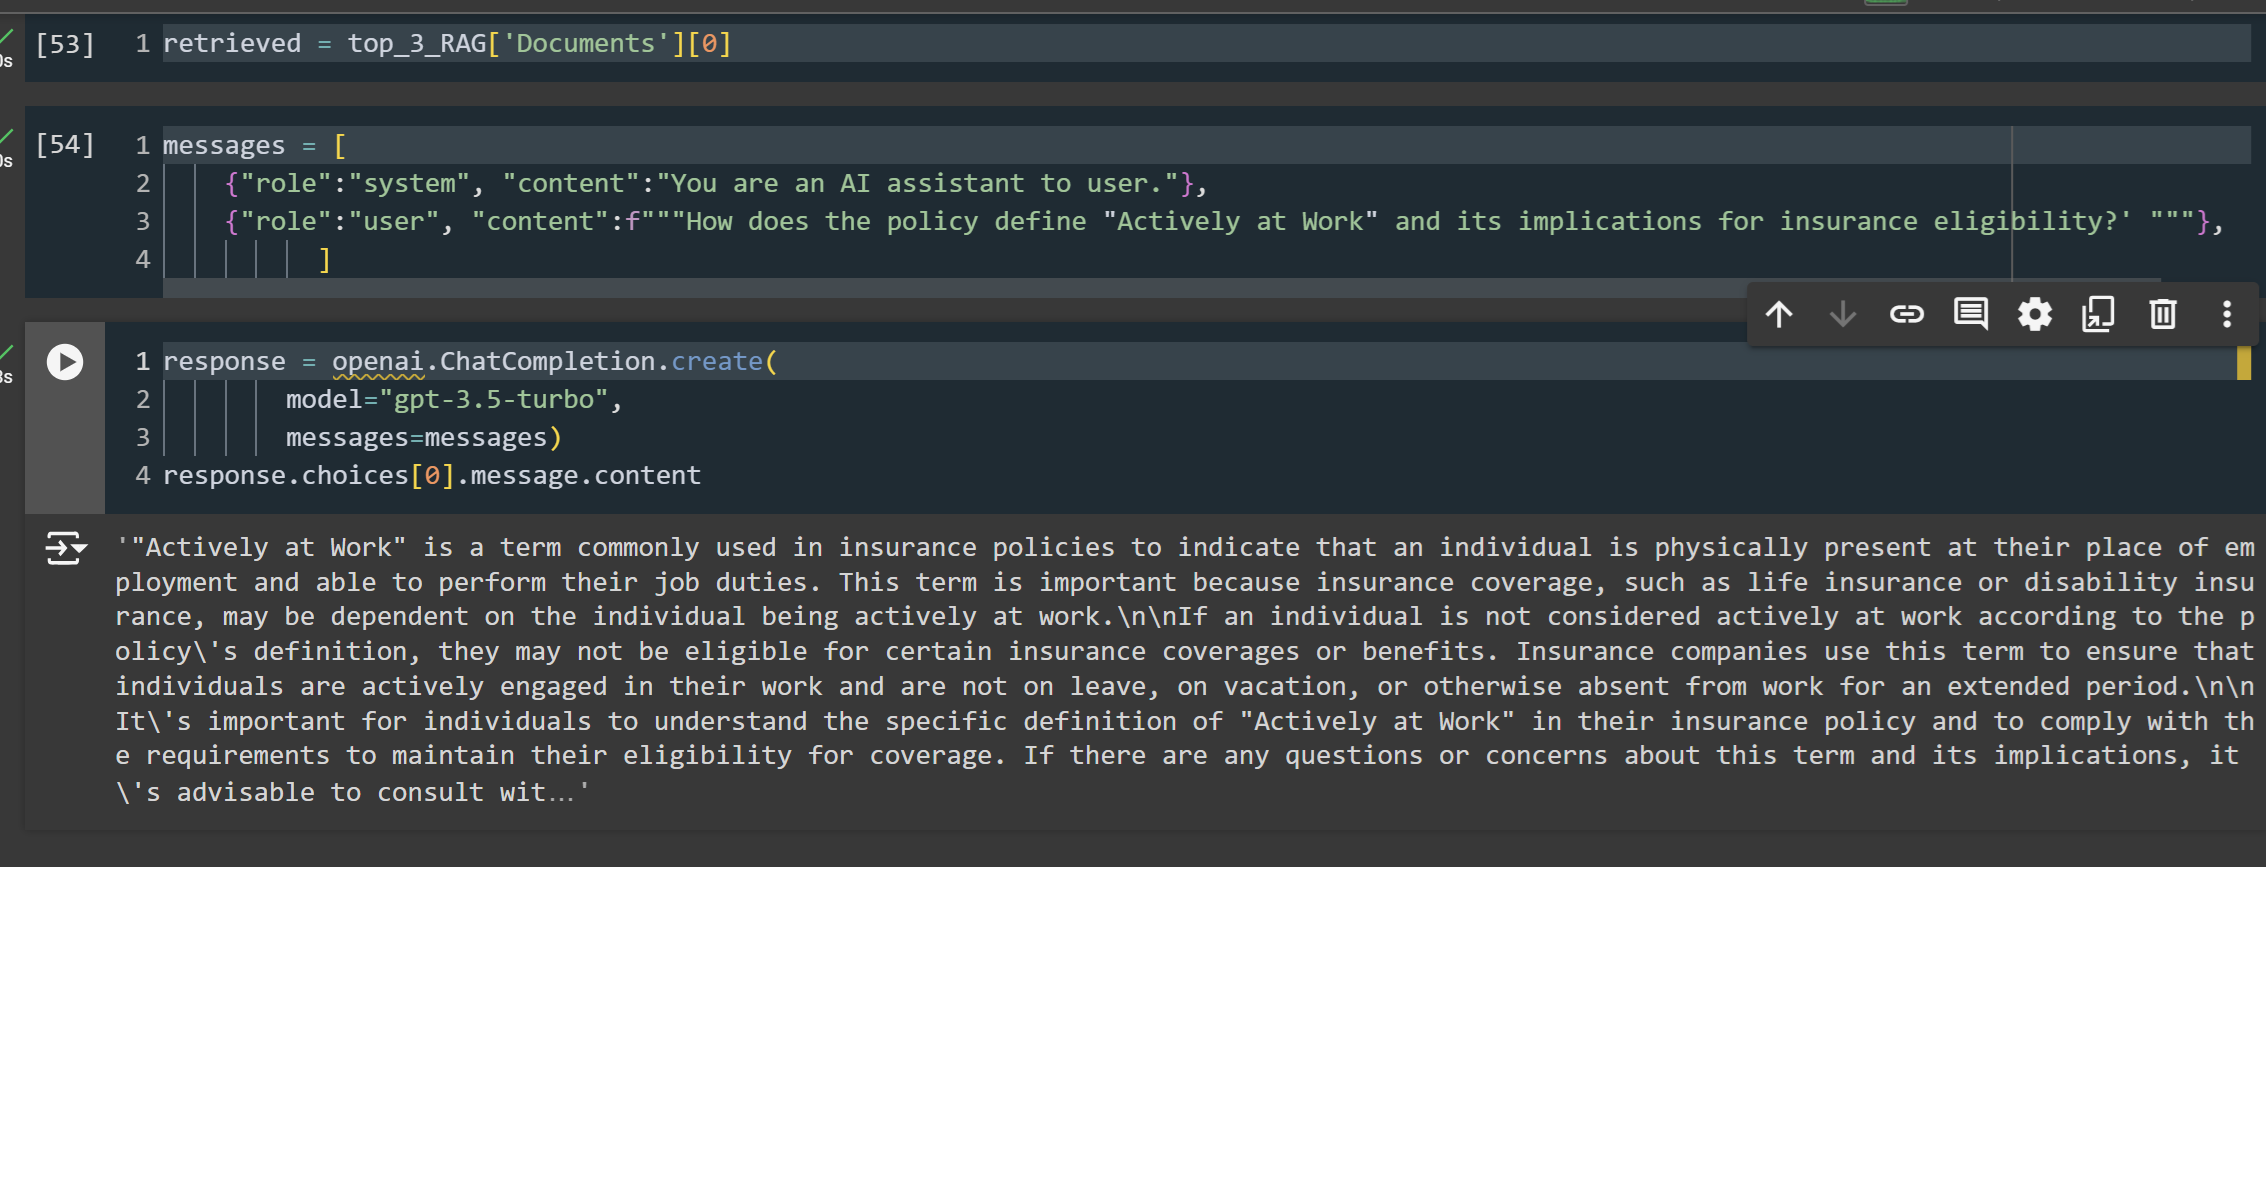 [53] 1 retrieved = top_3_RAG['Documents'][0]
0s
[54] 1 messages = [
0s
2 {"role":"system", "content":"You are an AI assistant to user."},
3 {"role":"user", "content":f"""How does the policy define "Actively at Work" and its implications for insurance eligibility?' """},
4 ]
1 response = openai.ChatCompletion.create(
3s
2 model="gpt-3.5-turbo",
3 messages=messages)
4 response.choices[0].message.content
'"Actively at Work" is a term commonly used in insurance policies to indicate that an individual is physically present at their place of em
ployment and able to perform their job duties. This term is important because insurance coverage, such as life insurance or disability insu
rance, may be dependent on the individual being actively at work.\n\nIf an individual is not considered actively at work according to the p
olicy\'s definition, they may not be eligible for certain insurance coverages or benefits. Insurance companies use this term to ensure that
individuals are actively engaged in their work and are not on leave, on vacation, or otherwise absent from work for an extended period.\n\n
It\'s important for individuals to understand the specific definition of "Actively at Work" in their insurance policy and to comply with th
e requirements to maintain their eligibility for coverage. If there are any questions or concerns about this term and its implications, it
\'s advisable to consult wit…'